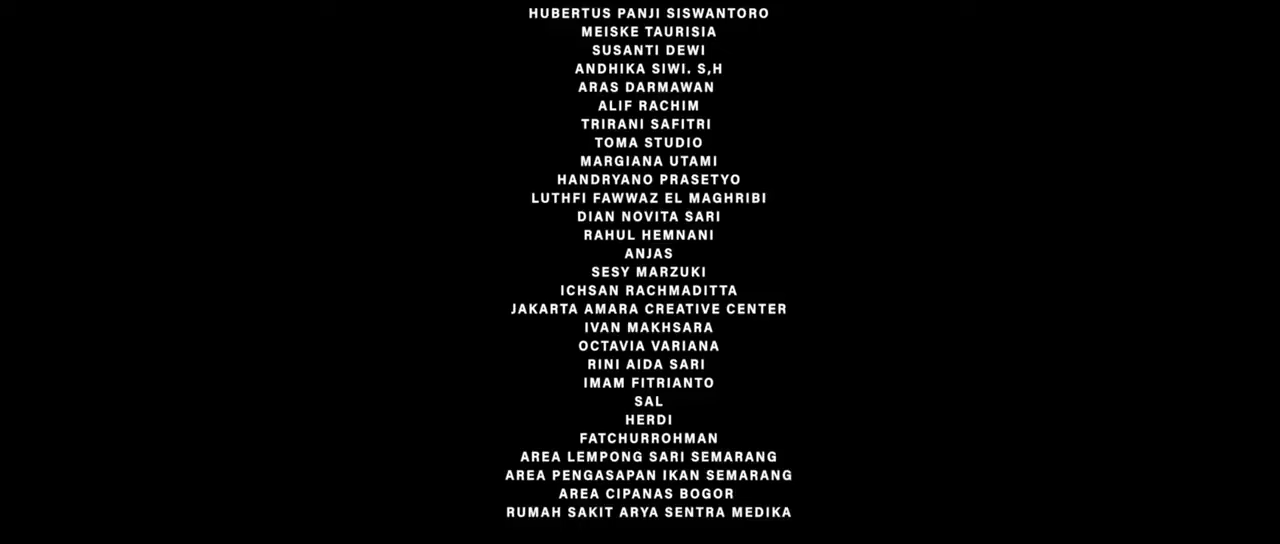 HUBERTUS PANJI SISWANTORO
MEISKE TAURISIA
SUSANTI DEWI
ANDHIKA SIWI. S,H
ARAS DARMAWAN
ALIF RACHIM
TRIRANI SAFITRI
TOMA STUDIO
MARGIANA UTAMI
HANDRYANO PRASETYO
LUTHFI FAWWAZ EL MAGHRIBI
DIAN NOVITA SARI
RAHUL HEMNANI
ANJAS
SESY MARZUKI
ICHSAN RACHMADITTA
JAKARTA AMARA CREATIVE CENTER
IVAN MAKHSARA
OCTAVIA VARIANA
RINI AIDA SARI
IMAM FITRIANTO
SAL
HERDI
FATCHURROHMAN
AREA LEMPONG SARI SEMARANG
AREA PENGASAPAN IKAN SEMARANG
AREA CIPANAS BOGOR
RUMAH SAKIT ARYA SENTRA MEDIKA